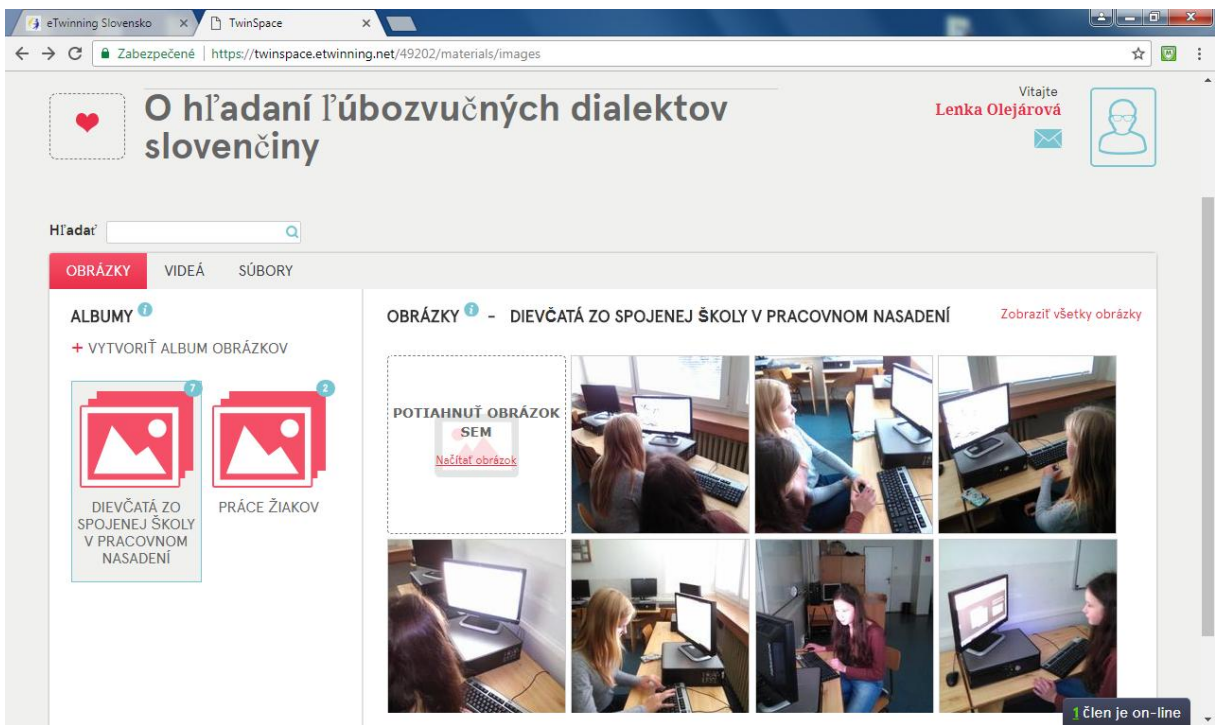 eTwinning Slovensko
TwinSpace
Zabezpečené
https://twinspace.etwinning.net/49202/materials/images
O hľadaní ľúbozvučných dialektov
slovenčiny
Vitajte
Lenka Olejárová
Hľadať
OBRÁZKY
VIDEÁ
SÚBORY
ALBUMY i
+ VYTVORIŤ ALBUM OBRÁZKOV
7
DIEVČATÁ ZO
SPOJENEJ ŠKOLY
V PRACOVNOM
NASADENÍ
2
PRÁCE ŽIAKOV
OBRÁZKY i - DIEVČATÁ ZO SPOJENEJ ŠKOLY V PRACOVNOM NASADENÍ
Zobraziť všetky obrázky
POTIAHNUŤ OBRÁZOK
SEM
Načítať obrázok
1 člen je on-line